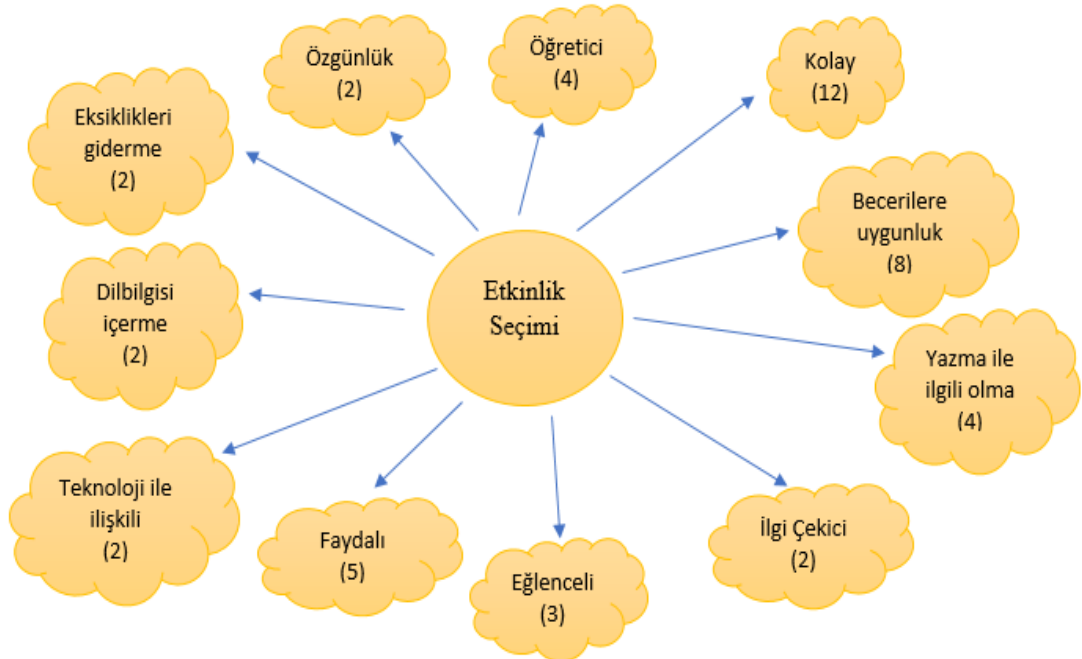 Özgünlük
(2)
Öğretici
(4)
Kolay
(12)
Eksiklikleri
giderme
(2)
Becerilere
uygunluk
(8)
Etkinlik
Seçimi
Dilbilgisi
içerme
(2)
Yazma ile
ilgili olma
(4)
Teknoloji ile
ilişkili
(2)
Faydalı
(5)
Eğlenceli
(3)
İlgi Çekici
(2)